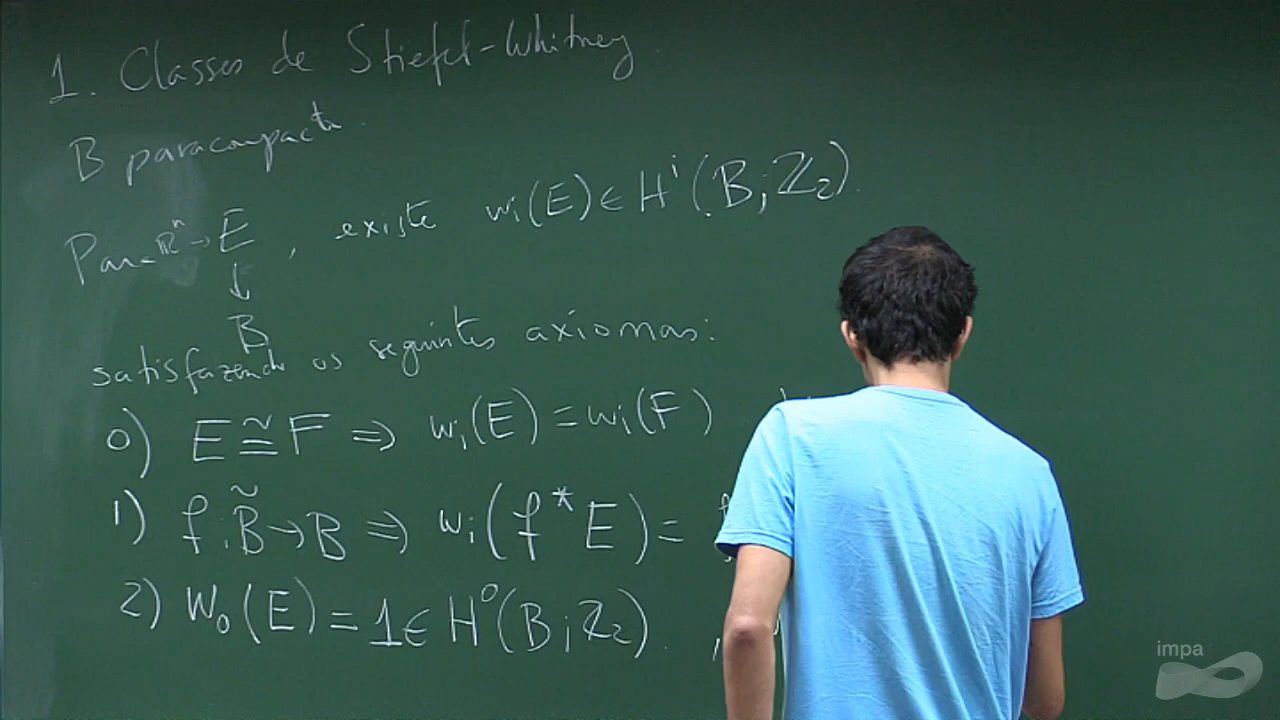 1. Classes de Stiefel-Whitney.
B paracompacto.
Para ℝⁿ → E, existe wᵢ(E) ∈ Hⁱ(B; ℤ₂).
↓
B
satisfazendo os seguintes axiomas:
0) E ≅ F ⇒ wᵢ(E) = wᵢ(F)
1) f: B̃ → B ⇒ wᵢ(f*E) =
2) W₀(E) = 1 ∈ H⁰(B; ℤ₂).
impa